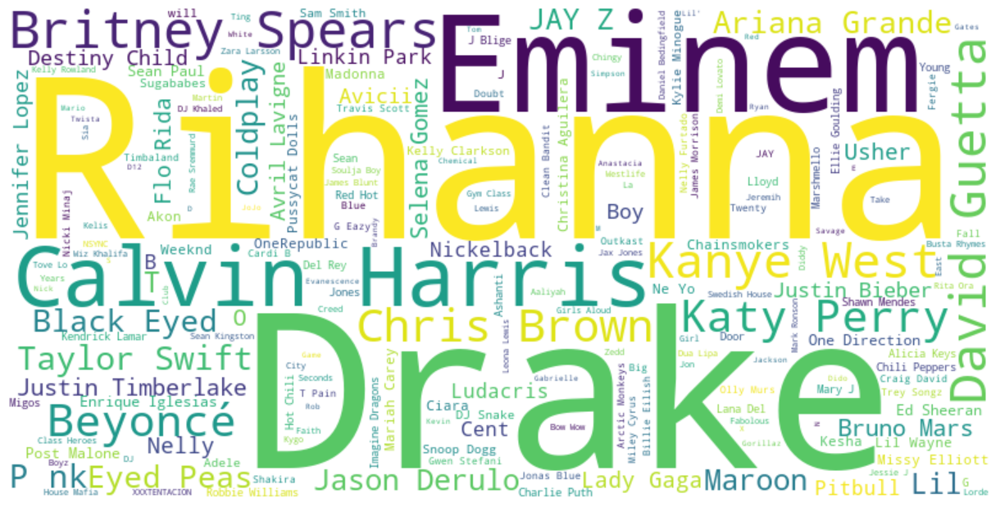 Britney Spears
will
Ting
White
Sam Smith
Tom
J Blige
Eminem
JAY Z
Lil'
Ariana Grande
Gates
Destiny Child
Zara Larsson
Linkin Park
Chingy
Simpson
Daniel Bedingfield
Kylie Minogue
Red
Young
Fergie
Kelly Rowland
Sean Paul
Sugababes
Martin
Madonna
J
Doubt
Demi Lovato
Ryan
Jennifer Lopez
Rihanna
Mario
Twista
Sia
DJ Khaled
Coldplay
Avril Lavigne
Avicii
Travis Scott
Selena Gomez
Christina Aguilera
Clean Bandit
Nelly Furtado
James Morrison
Ellie Goulding
David Guetta
Timbaland
D12
Flo Rida
Rae Sremmurd
Pussycat Dolls
Sean
Soulja Boy
James Blunt
Kelly Clarkson
Chemical
Anastacia
Westlife
La
JAY
Lloyd
Marshmello
Usher
E
Nicki Minaj
Akon
Kelis
D
JoJo
Red Hot
Blue
G Eazy
Brandy
Gym Class
Lewis
Boy
M
Jeremih
Twenty
Take
Savage
NSYNC
Wiz Khalifa
S
Weeknd
OneRepublic
Cardi B
Nickelback
Outkast
Jax Jones
Chainsmokers
Diddy
Fall
Busta Rhymes
East
Tove Lo
Years
Nick
Calvin Harris
B
T
Club
Del Rey
Evanescence
Jones
Kanye West
Ashanti
Aaliyah
Ne Yo
Swedish House
Justin Bieber
Rita Ora
Shawn Mendes
Black Eyed
O
Creed
Girls Aloud
Katy Perry
Chris Brown
Kendrick Lamar
Sean Kingston
Drake
Leona Lewis
Girl
Door
Mark Ronson
One Direction
Taylor Swift
Game
City
Zedd
Dua Lipa
Jon
Jackson
Alicia Keys
Chili Peppers
Craig David
Justin Timberlake
Hot Chili
Seconds
T Pain
Rob
Imagine Dragons
Mariah Carey
Ludacris
Gabrielle
Arctic Monkeys
Big
Olly Murs
Dido
Mary J
Trey Songz
Migos
Enrique Iglesias
Ciara
DJ Snake
Miley Cyrus
Billie Eilish
Lana Del
Fabolous
X
Ed Sheeran
Beyoncé
Faith
Kygo
Kevin
Cent
Bow Wow
Gorillaz
N
Bruno Mars
Class Heroes
Post Malone
DJ
Nelly
Snoop Dogg
Gwen Stefani
Kesha
Lil Wayne
Boyz
Adele
Missy Elliott
P nk
Eyed Peas
Shakira
Jason Derulo
Jonas Blue
Lady Gaga
Maroon
Pitbull
Jessie J
Lil
G
Lorde
House Mafia
XXXTENTACION
Robbie Williams
Charlie Puth